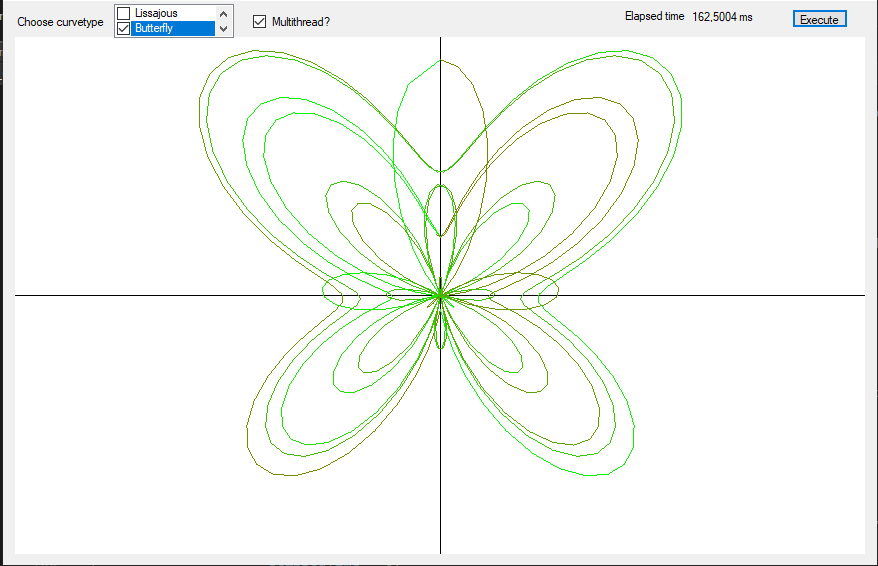 Choose curvetype
Lissajous
Butterfly
Multithread?
Elapsed time 162,5004 ms
Execute